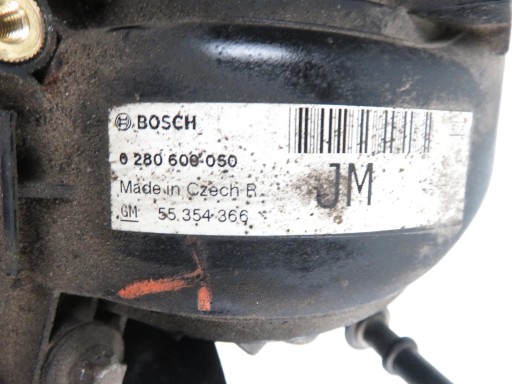 BOSCH
0 280 600 050
Made in Czech R.
JM
GM 55 354 366